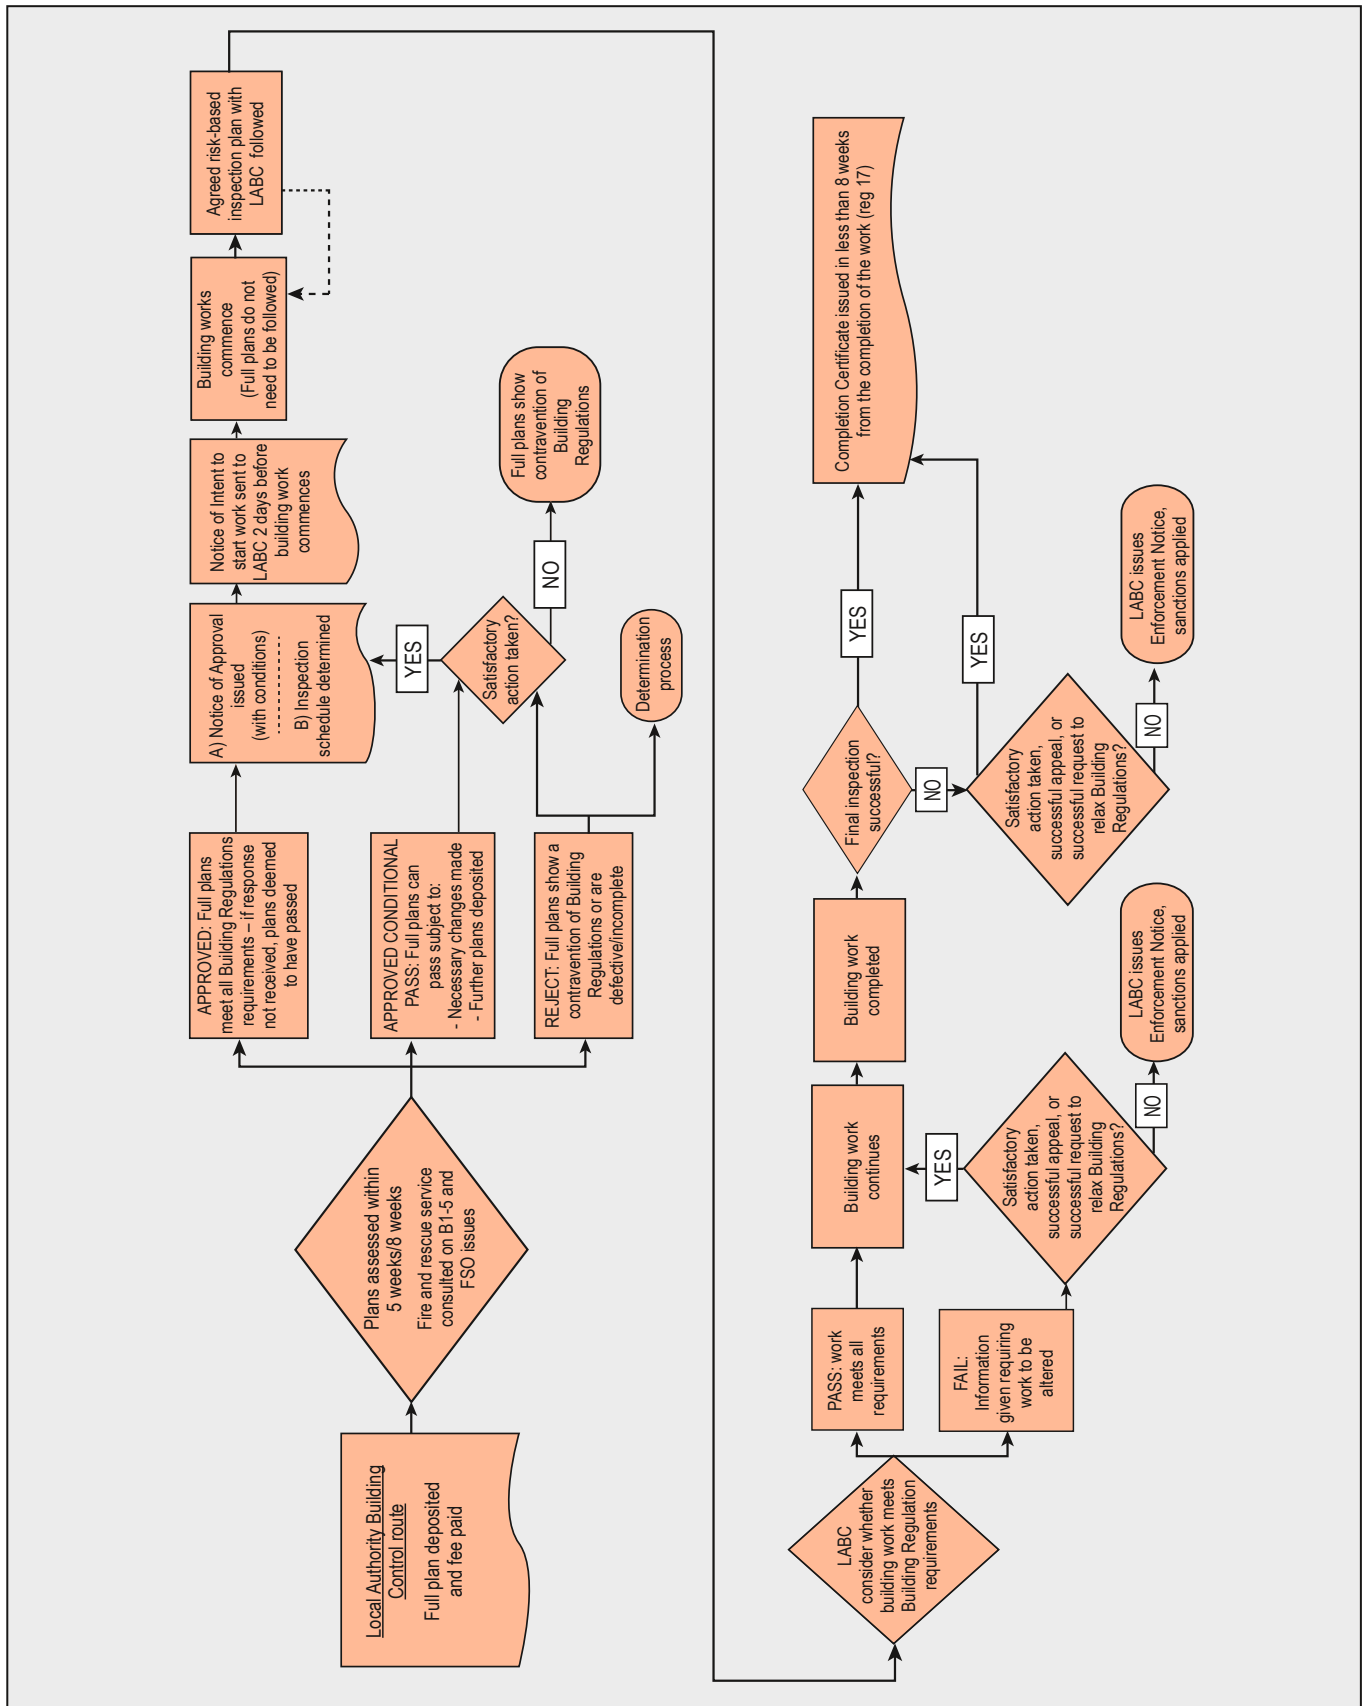 Local Authority Building
Control route
Full plan deposited
and fee paid
Plans assessed within
5 weeks/8 weeks
Fire and rescue service
consulted on B1-5 and
FSO issues
APPROVED: Full plans
meet all Building Regulations
requirements – if response
not received, plans deemed
to have passed
APPROVED CONDITIONAL
PASS: Full plans can
pass subject to:
- Necessary changes made
- Further plans deposited
REJECT: Full plans show a
contravention of Building
Regulations or are
defective/incomplete
A) Notice of Approval
issued
(with conditions)
B) Inspection
schedule determined
YES
Satisfactory
action taken?
NO
Full plans show
contravention of
Building
Regulations
Determination
process
Notice of Intent to
start work sent to
LABC 2 days before
building work
commences
Building works
commence
(Full plans do not
need to be followed)
Agreed risk-based
inspection plan with
LABC followed
LABC
consider whether
building work meets
Building Regulation
requirements
PASS: work
meets all
requirements
FAIL:
Information
given requiring
work to be
altered
Building work
continues
YES
Satisfactory
action taken,
successful appeal, or
successful request to
relax Building
Regulations?
NO
LABC issues
Enforcement Notice,
sanctions applied
Building work
completed
Final inspection
successful?
YES
NO
Satisfactory
action taken,
successful appeal, or
successful request to
relax Building
Regulations?
YES
NO
LABC issues
Enforcement Notice,
sanctions applied
Completion Certificate issued in less than 8 weeks
from the completion of the work (reg 17)